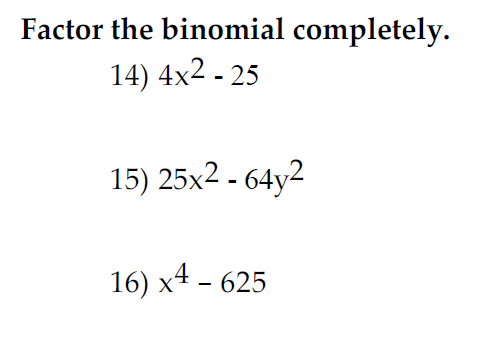 Factor the binomial completely.
14) 4x² - 25
15) 25x² - 64y²
16) x⁴ – 625